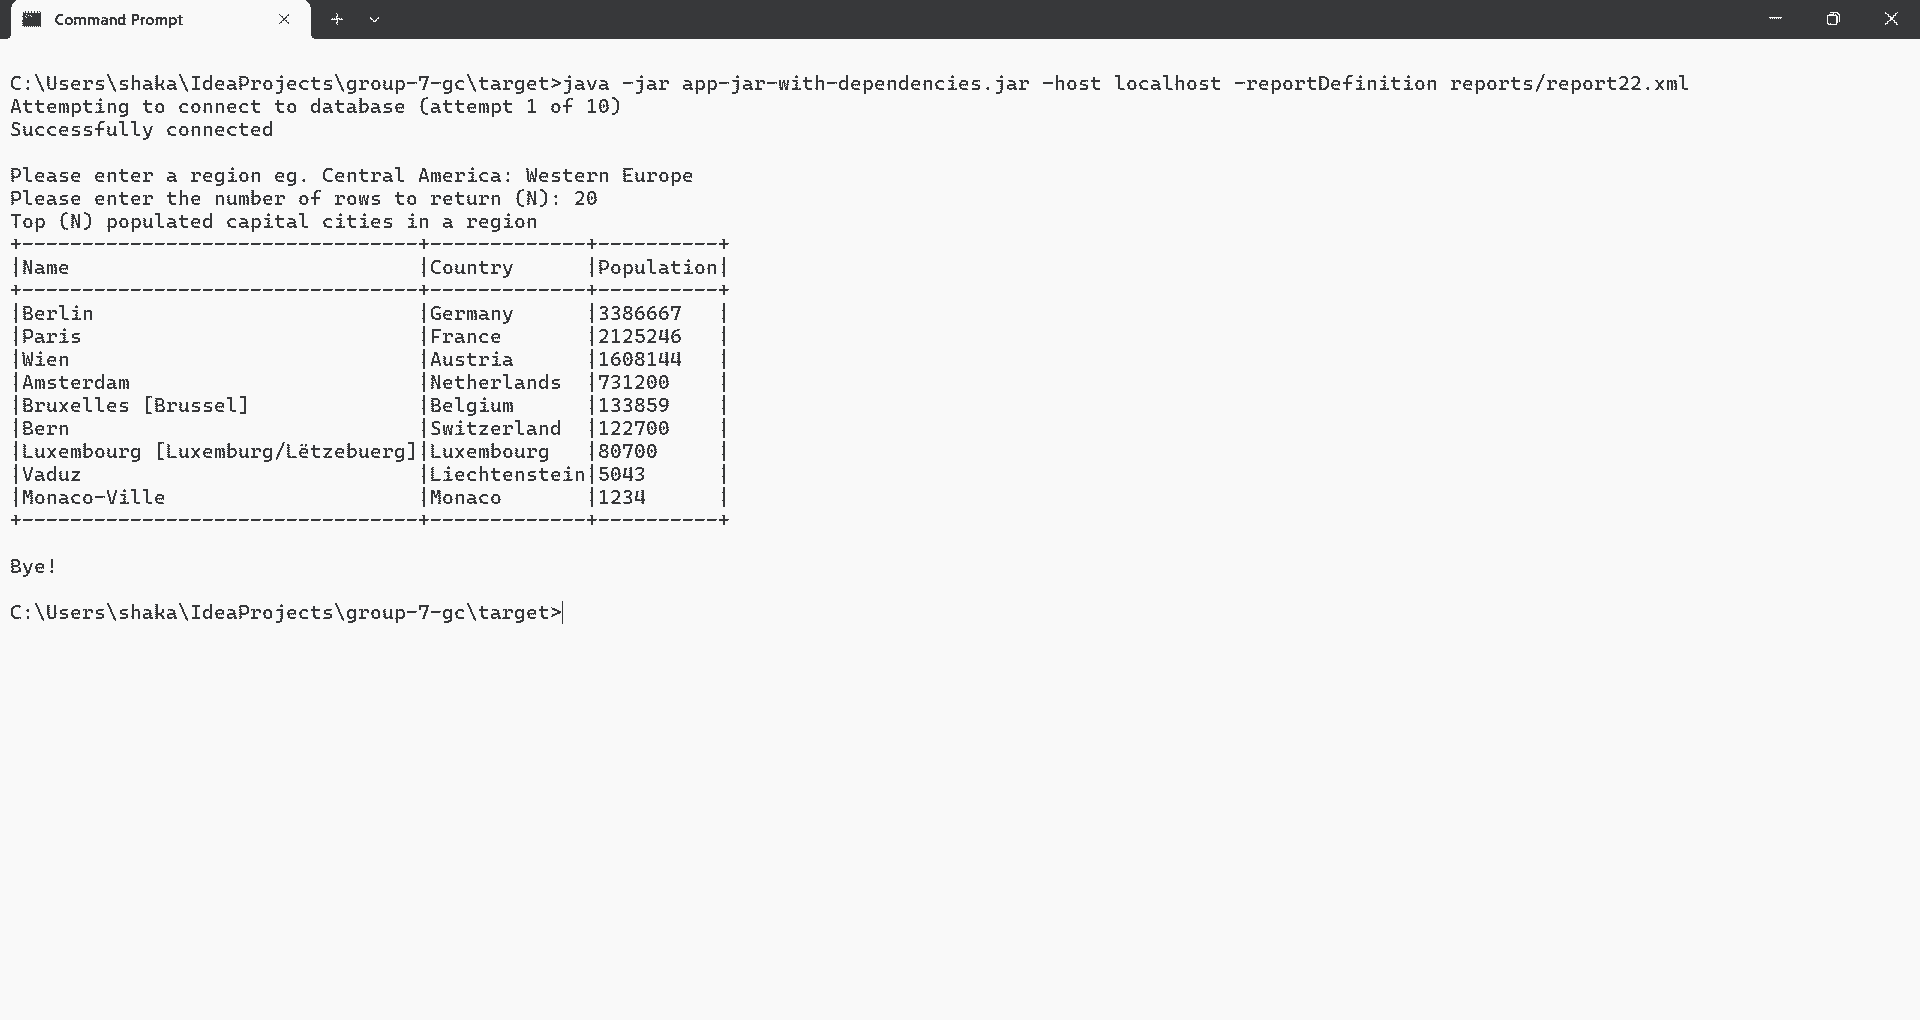 Command Prompt
C:\Users\shaka\IdeaProjects\group-7-gc\target>java -jar app-jar-with-dependencies.jar -host localhost -reportDefinition reports/report22.xml
Attempting to connect to database (attempt 1 of 10)
Successfully connected
Please enter a region eg. Central America: Western Europe
Please enter the number of rows to return (N): 20
Top (N) populated capital cities in a region
+---------------------------------+-------------+----------+
|Name                             |Country      |Population|
+---------------------------------+-------------+----------+
|Berlin                           |Germany      |3386667   |
|Paris                            |France       |2125246   |
|Wien                             |Austria      |1608144   |
|Amsterdam                        |Netherlands  |731200    |
|Bruxelles [Brussel]              |Belgium      |133859    |
|Bern                             |Switzerland  |122700    |
|Luxembourg [Luxemburg/Lëtzebuerg]|Luxembourg   |80700     |
|Vaduz                            |Liechtenstein|5043      |
|Monaco-Ville                     |Monaco       |1234      |
+---------------------------------+-------------+----------+
Bye!
C:\Users\shaka\IdeaProjects\group-7-gc\target>